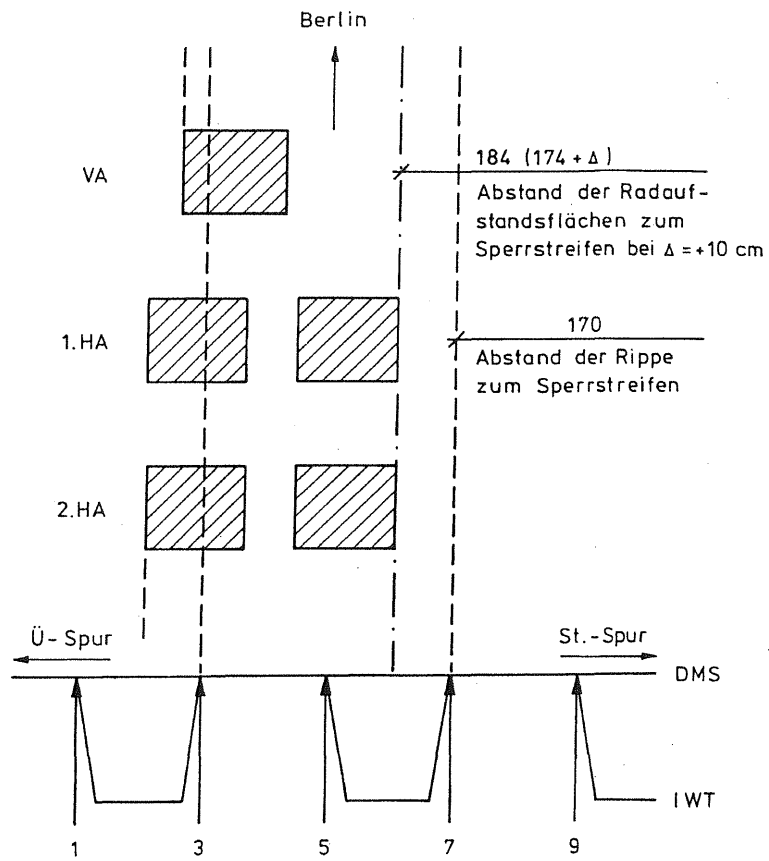 Berlin
VA
184 (174 + Δ)
Abstand der Radauf-
standsflächen zum
Sperrstreifen bei Δ = +10 cm
1.HA
170
Abstand der Rippe
zum Sperrstreifen
2.HA
Ü-Spur
St.-Spur
DMS
IWT
1 3 5 7 9